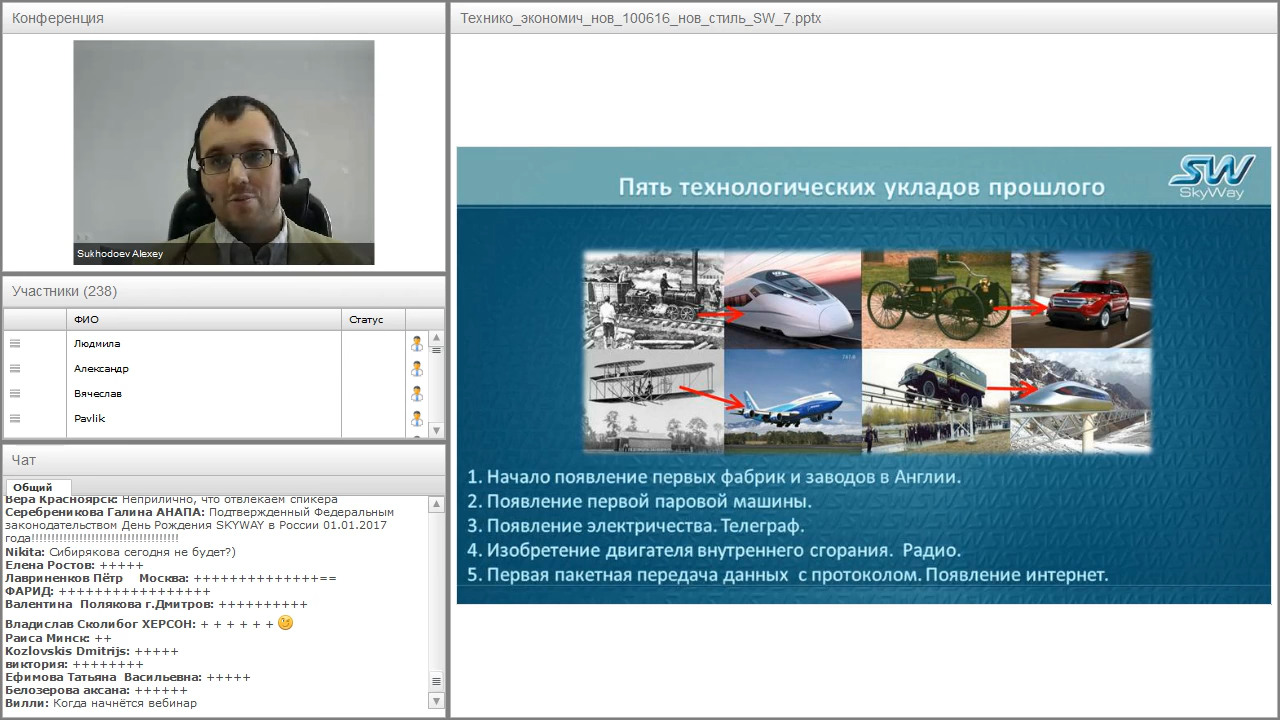 Конференция
Sukhodoev Alexey
Участники (238)
ФИО
Статус
Людмила
Александр
Вячеслав
Pavlik
Чат
Общий
Вера Красноярск: Неприлично, что отвлекаем спикера
Серебреникова Галина АНАПА: Подтвержденный Федеральным
законодательством День Рождения SKYWAY в России 01.01.2017
года!!!!!!!!!!!!!!!!!!!!!!!!!!!!!!!!!!!!!
Nikita: Сибирякова сегодня не будет?)
Елена Ростов: +++++
Лавриненков Пётр Москва: ++++++++++++++==
ФАРИД: +++++++++++++++++
Валентина Полякова г.Дмитров: ++++++++++
Владислав Сколибог ХЕРСОН: + + + + + +
Раиса Минск: ++
Kozlovskis Dmitrijs: +++++
виктория: ++++++++
Ефимова Татьяна Васильевна: +++++
Белозерова аксана: ++++++
Вилли: Когда начнётся вебинар
Технико_экономич_нов_100616_нов_стиль_SW_7.pptx
Пять технологических укладов прошлого
SW
SkyWay
1. Начало появление первых фабрик и заводов в Англии.
2. Появление первой паровой машины.
3. Появление электричества. Телеграф.
4. Изобретение двигателя внутреннего сгорания. Радио.
5. Первая пакетная передача данных с протоколом. Появление интернет.